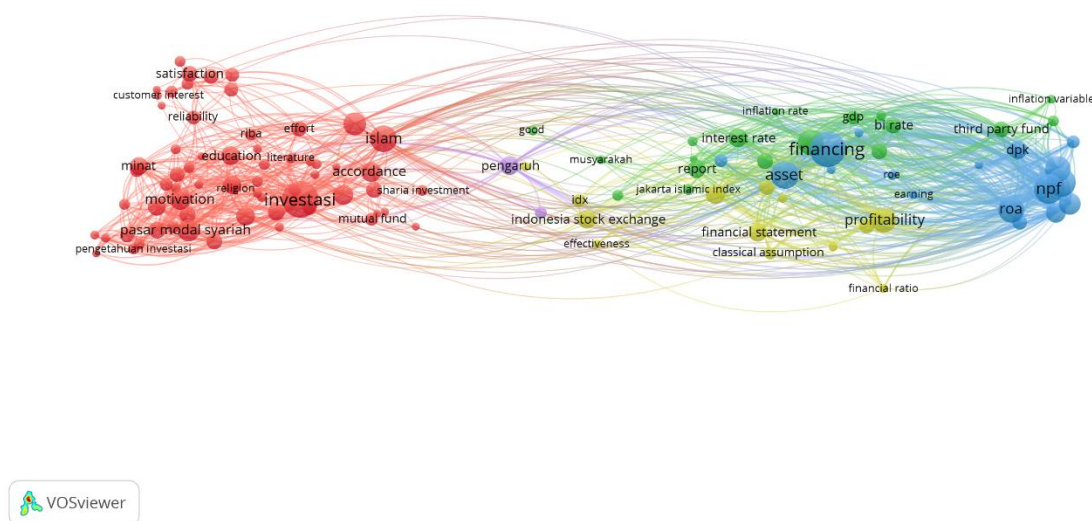 satisfaction
customer interest
reliability
riba
effort
islam
minat
education
literature
accordance
religion
sharia investment
motivation
investasi
mutual fund
pasar modal syariah
pengetahuan investasi
good
pengaruh
musyarakah
idx
indonesia stock exchange
effectiveness
inflation rate
gdp
bi rate
interest rate
financing
report
asset
roe
jakarta islamic index
earning
financial statement
profitability
classical assumption
financial ratio
inflation variable
third party fund
dpk
npf
roa
VOSviewer